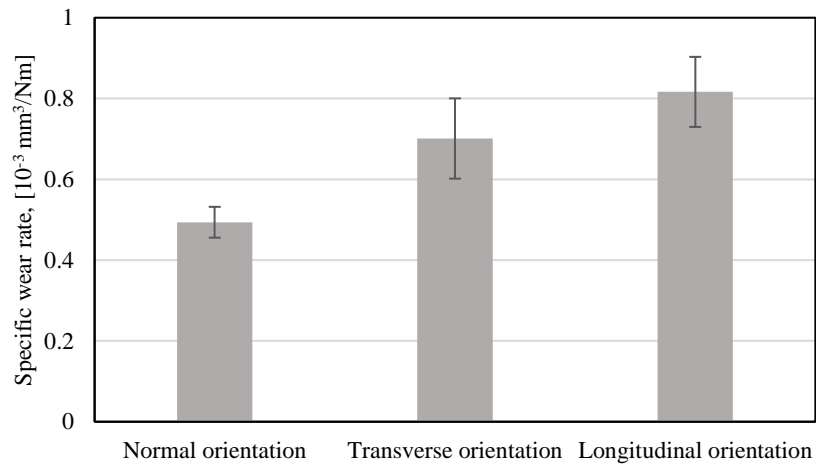 Specific wear rate, [10⁻³ mm³/Nm]
1
0.8
0.6
0.4
0.2
0
Normal orientation
Transverse orientation
Longitudinal orientation